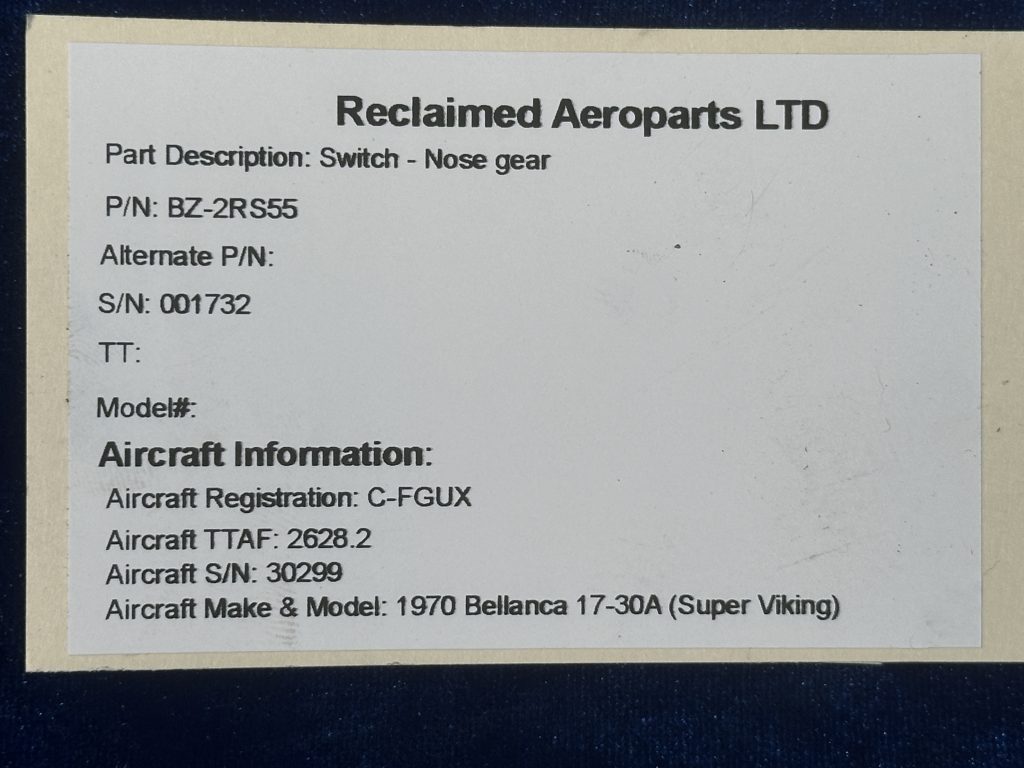 Reclaimed Aeroparts LTD
Part Description: Switch - Nose gear
P/N: BZ-2RS55
Alternate P/N:
S/N: 001732
TT:
Model#:
Aircraft Information:
Aircraft Registration: C-FGUX
Aircraft TTAF: 2628.2
Aircraft S/N: 30299
Aircraft Make & Model: 1970 Bellanca 17-30A (Super Viking)